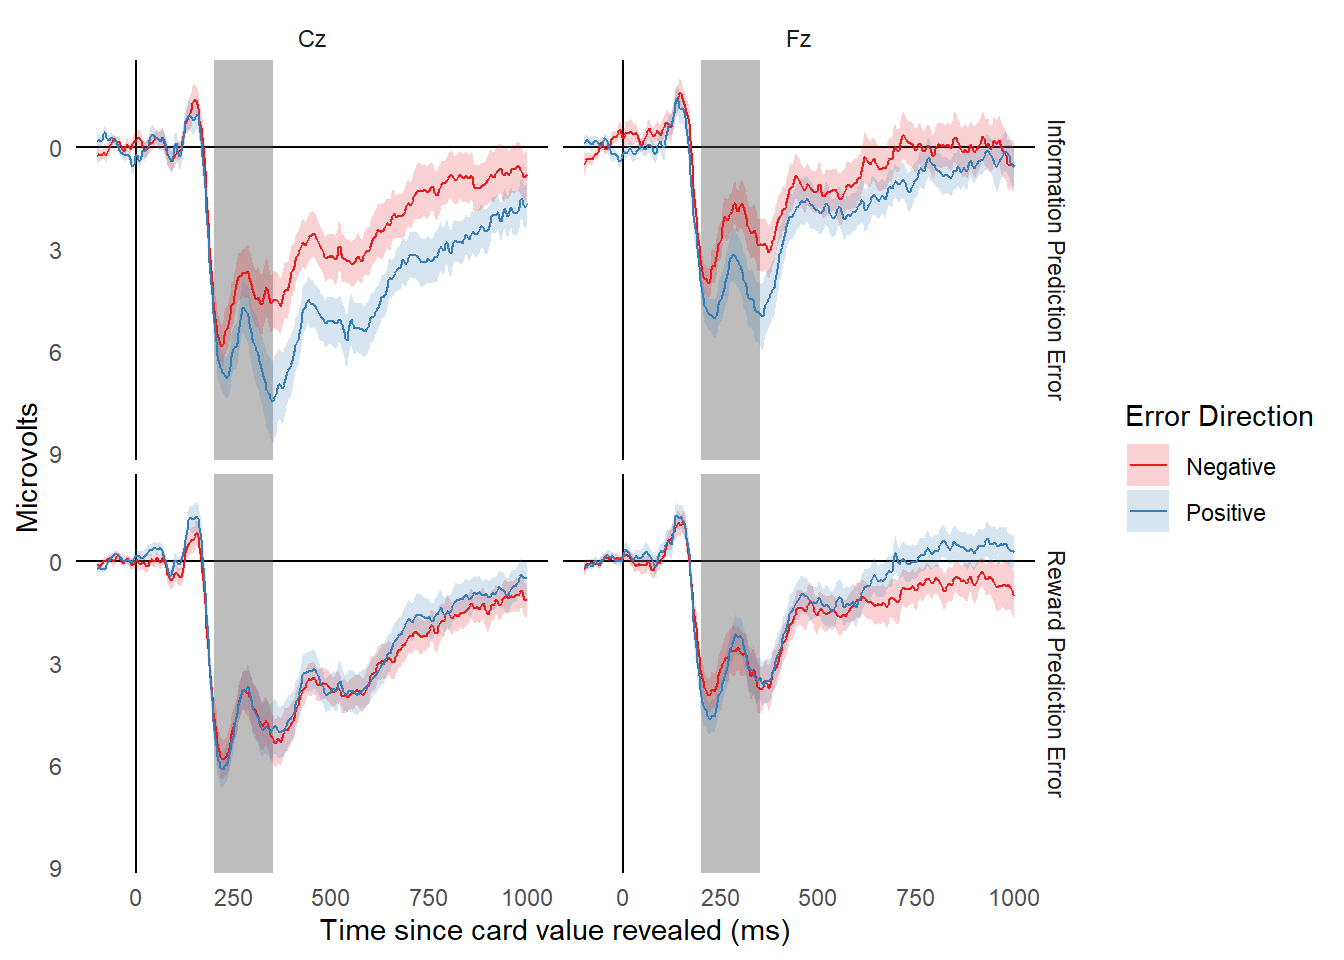 Cz
Fz
0
3
6
9
Information Prediction Error
0
3
6
9
Reward Prediction Error
Microvolts
0
250
500
750
1000
0
250
500
750
1000
Time since card value revealed (ms)
Error Direction
Negative
Positive